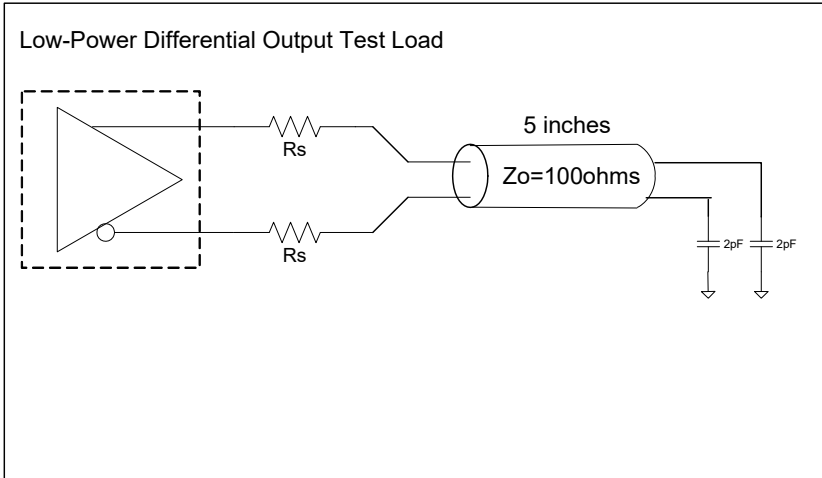 Low-Power Differential Output Test Load
5 inches
Rs
Zo=100ohms
Rs
2pF 2pF